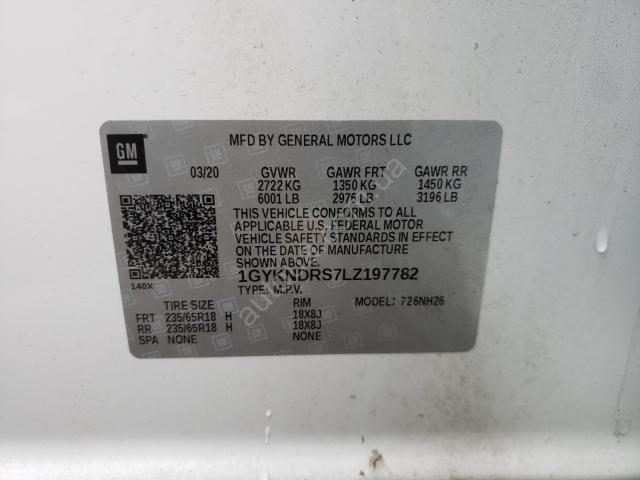 GM
MFD BY GENERAL MOTORS LLC
03/20 GVWR GAWR FRT GAWR RR
2722 KG 1350 KG 1450 KG
6001 LB 2976 LB 3196 LB
THIS VEHICLE CONFORMS TO ALL
APPLICABLE U.S. FEDERAL MOTOR
VEHICLE SAFETY STANDARDS IN EFFECT
ON THE DATE OF MANUFACTURE SHOWN ABOVE.
1GYKNDRS7LZ197782
140X TYPE: M.P.V.
TIRE SIZE RIM MODEL: 726NH26
FRT 235/65R18 H 18X8J
RR 235/65R18 H 18X8J
SPA NONE NONE